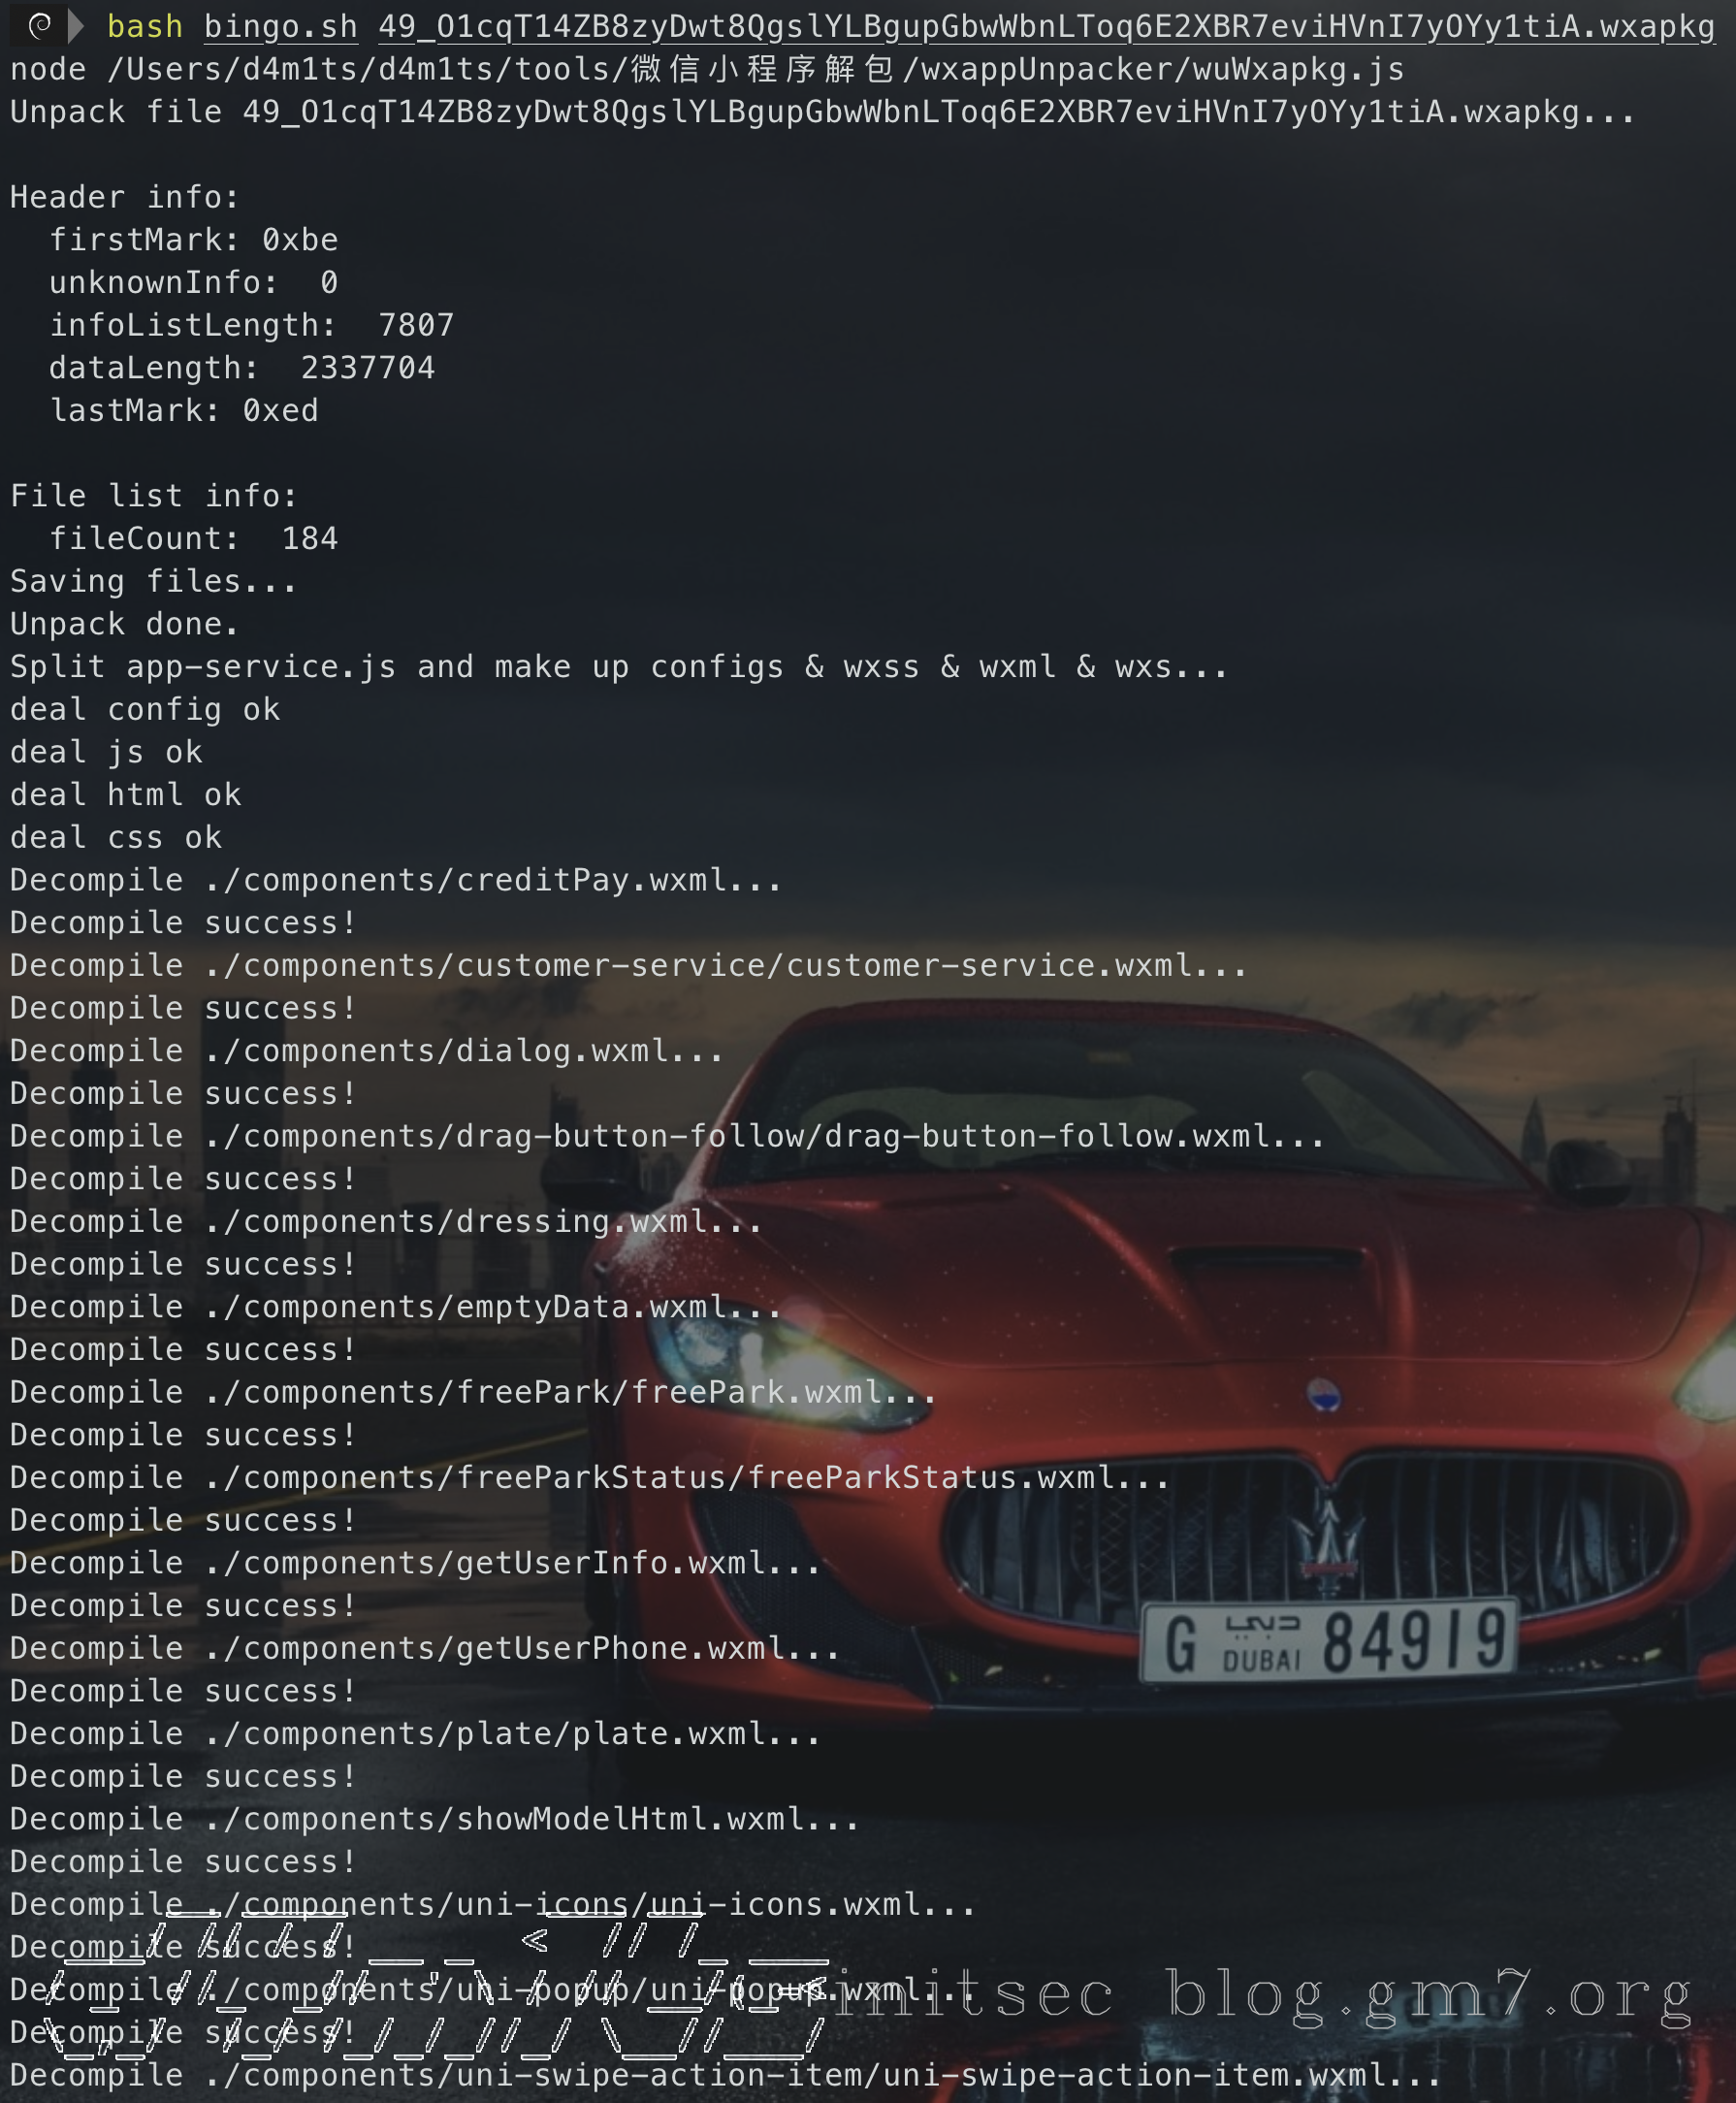 bash bingo.sh 49_O1cqT14ZB8zyDwt8QgslYLBgupGbwWbnLToq6E2XBR7eviHVnI7yOYy1tiA.wxapkg
node /Users/d4m1ts/d4m1ts/tools/微信小程序解包/wxappUnpacker/wuWxapkg.js
Unpack file 49_O1cqT14ZB8zyDwt8QgslYLBgupGbwWbnLToq6E2XBR7eviHVnI7yOYy1tiA.wxapkg...
Header info:
  firstMark: 0xbe
  unknownInfo:  0
  infoListLength:  7807
  dataLength:  2337704
  lastMark: 0xed
File list info:
  fileCount:  184
Saving files...
Unpack done.
Split app-service.js and make up configs & wxss & wxml & wxs...
deal config ok
deal js ok
deal html ok
deal css ok
Decompile ./components/creditPay.wxml...
Decompile success!
Decompile ./components/customer-service/customer-service.wxml...
Decompile success!
Decompile ./components/dialog.wxml...
Decompile success!
Decompile ./components/drag-button-follow/drag-button-follow.wxml...
Decompile success!
Decompile ./components/dressing.wxml...
Decompile success!
Decompile ./components/emptyData.wxml...
Decompile success!
Decompile ./components/freePark/freePark.wxml...
Decompile success!
Decompile ./components/freeParkStatus/freeParkStatus.wxml...
Decompile success!
Decompile ./components/getUserInfo.wxml...
Decompile success!
G دبي DUBAI 84919
Decompile ./components/getUserPhone.wxml...
Decompile success!
Decompile ./components/plate/plate.wxml...
Decompile success!
Decompile ./components/showModelHtml.wxml...
Decompile success!
Decompile ./components/uni-icons/uni-icons.wxml...
Decompile success!
Decompile ./components/uni-popup/uni-popup.wxml...
initsec blog.gm7.org
Decompile success!
Decompile ./components/uni-swipe-action-item/uni-swipe-action-item.wxml...